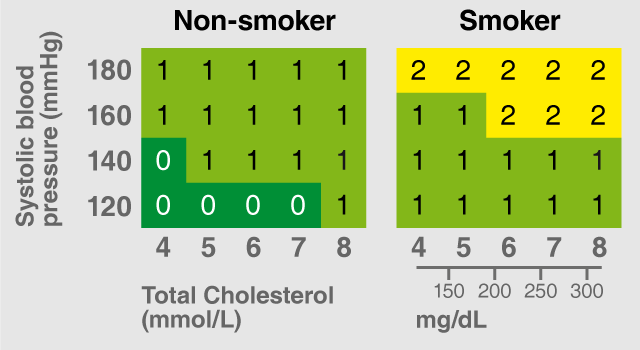 Non-smoker Smoker
Systolic blood
pressure (mmHg)
180 1 1 1 1 1 2 2 2 2 2
160 1 1 1 1 1 1 1 2 2 2
140 0 1 1 1 1 1 1 1 1 1
120 0 0 0 0 1 1 1 1 1 1
4 5 6 7 8 4 5 6 7 8
150 200 250 300
Total Cholesterol
(mmol/L)
mg/dL